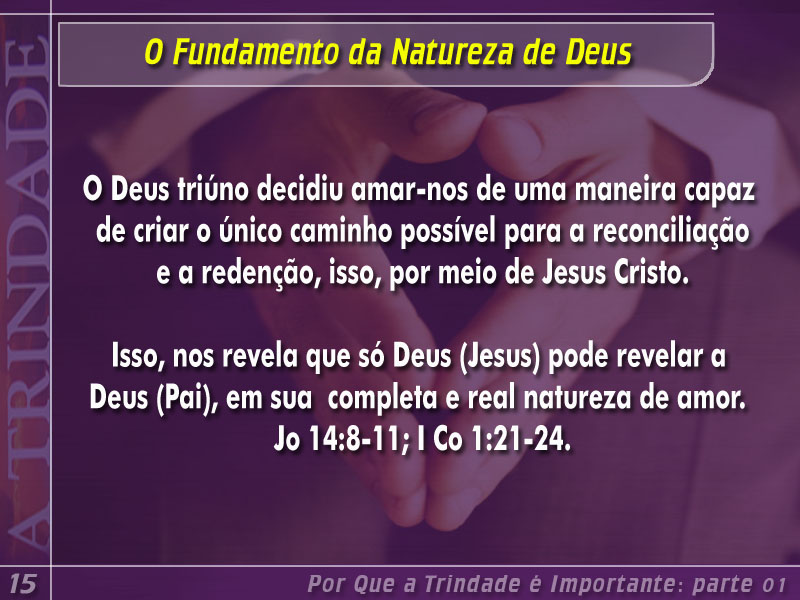 O Fundamento da Natureza de Deus
A TRINDADE
O Deus triúno decidiu amar-nos de uma maneira capaz
de criar o único caminho possível para a reconciliação
e a redenção, isso, por meio de Jesus Cristo.
Isso, nos revela que só Deus (Jesus) pode revelar a
Deus (Pai), em sua completa e real natureza de amor.
Jo 14:8-11; I Co 1:21-24.
15
Por Que a Trindade é Importante: parte 01